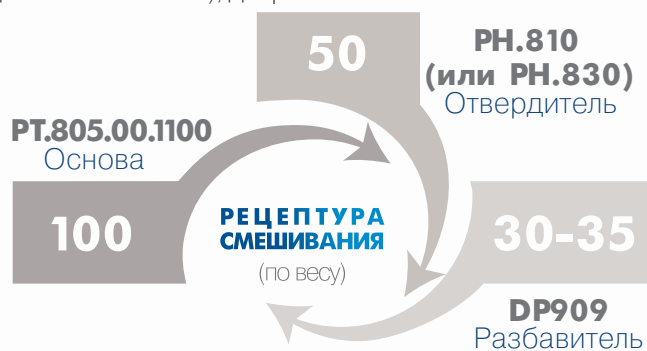 50
PH.810
(или PH.830)
Отвердитель
PT.805.00.1100
Основа
100
РЕЦЕПТУРА
СМЕШИВАНИЯ
(по весу)
30-35
DP909
Разбавитель